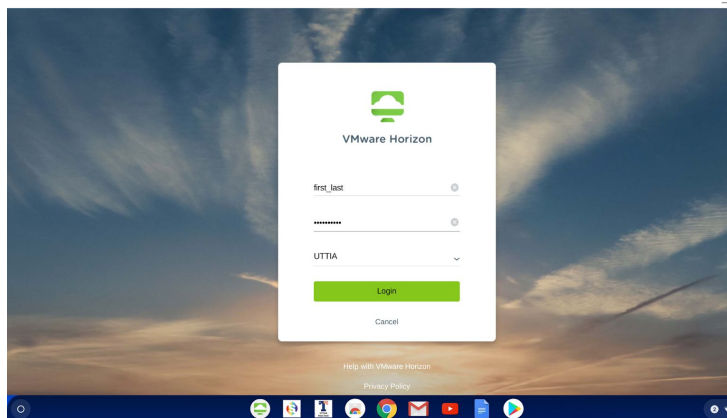 VMware Horizon
first_last
••••••••••
UTTIA
Login
Cancel
Help with VMware Horizon
Privacy Policy